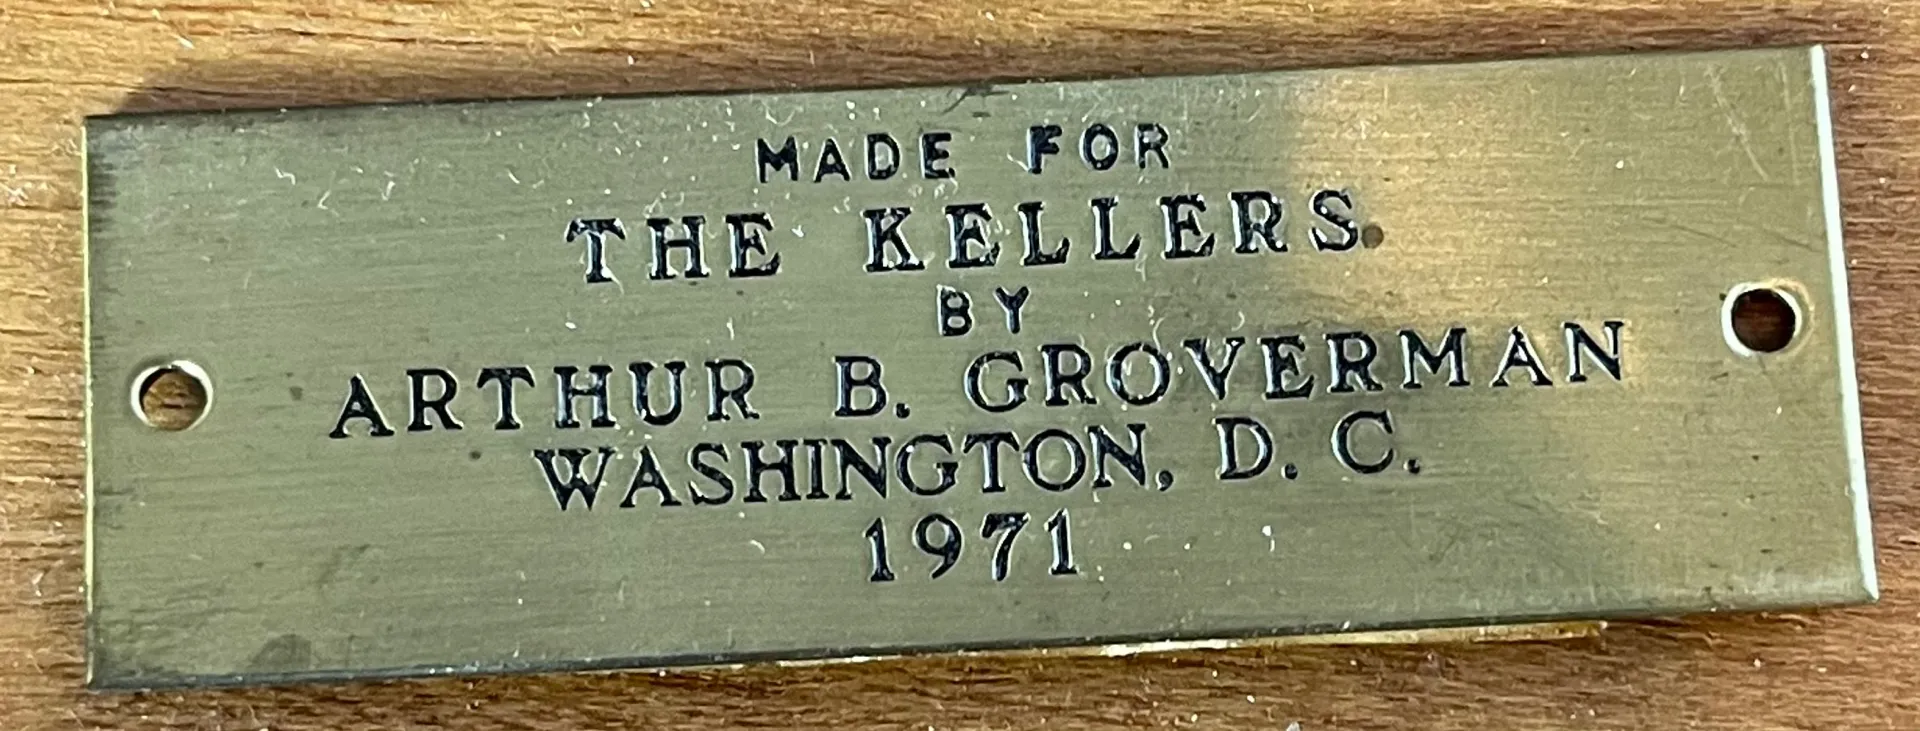 MADE FOR
THE KELLERS
BY
ARTHUR B. GROVERMAN
WASHINGTON, D. C.
1971